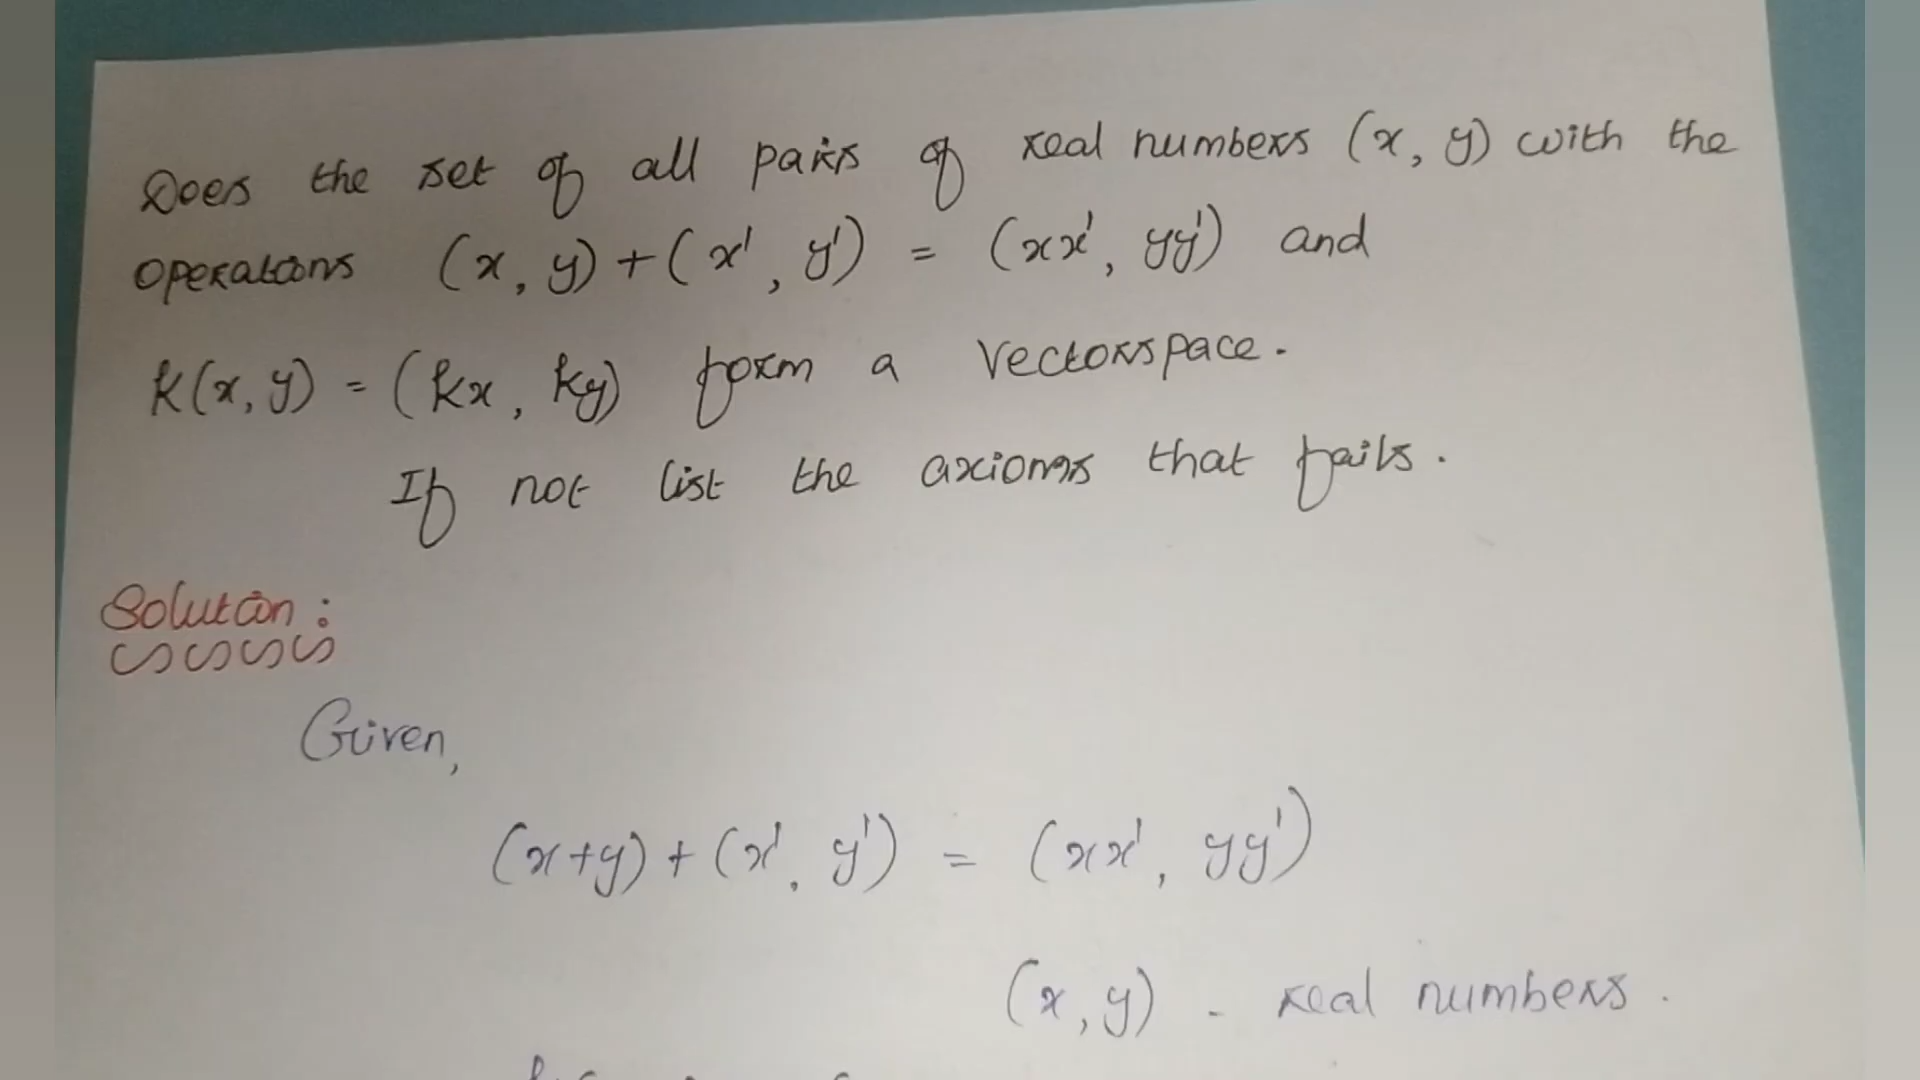 Does the set of all pairs of real numbers (x, y) with the
operations (x, y) + (x', y') = (xx', yy') and
k(x, y) = (kx, ky) form a vectorspace.
If not list the axioms that fails.
Solution:
Given,
(x+y) + (x', y') = (xx', yy')
(x, y) - real numbers.